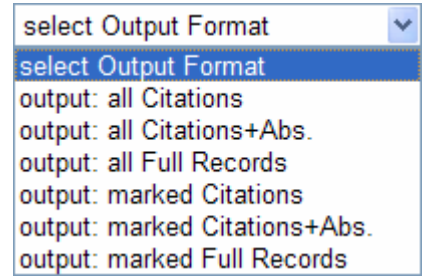 select Output Format
select Output Format
output: all Citations
output: all Citations+Abs.
output: all Full Records
output: marked Citations
output: marked Citations+Abs.
output: marked Full Records